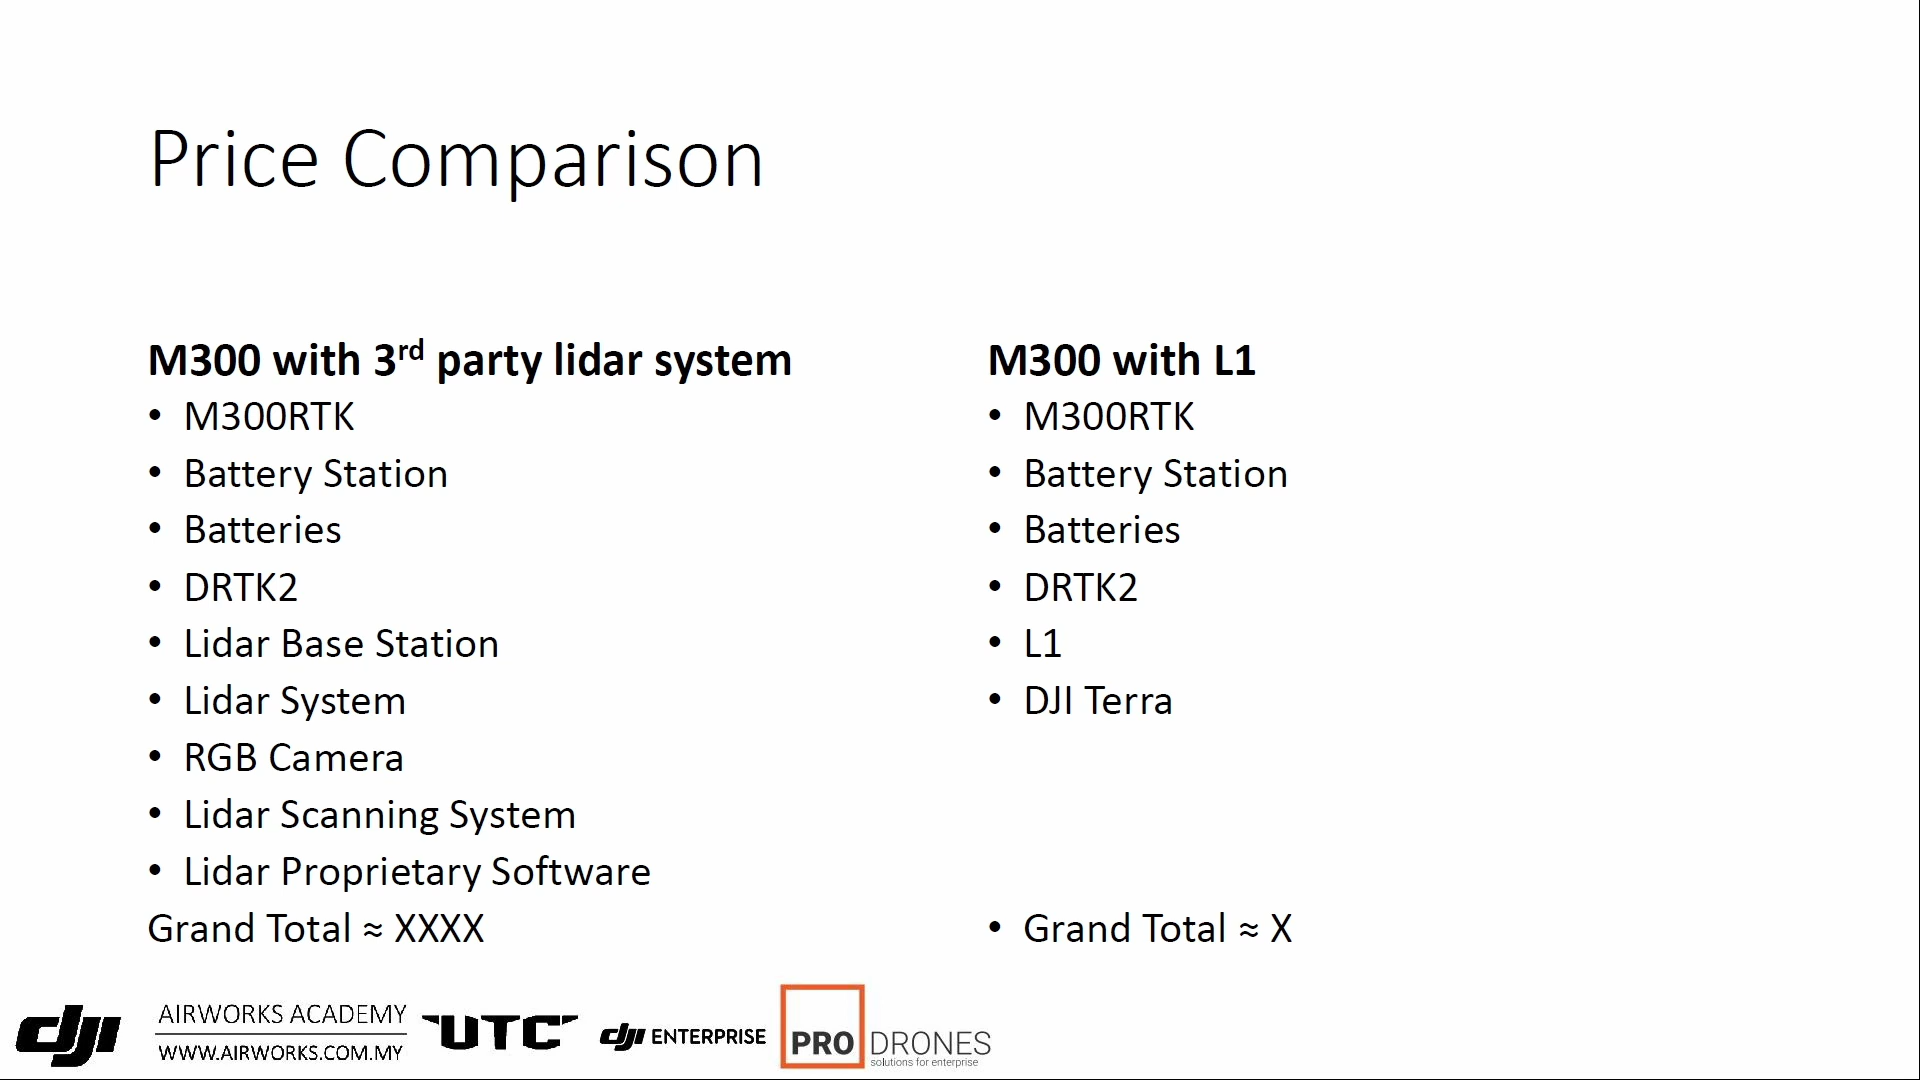 Price Comparison
M300 with 3rd party lidar system
• M300RTK
• Battery Station
• Batteries
• DRTK2
• Lidar Base Station
• Lidar System
• RGB Camera
• Lidar Scanning System
• Lidar Proprietary Software
Grand Total ≈ XXXX
M300 with L1
• M300RTK
• Battery Station
• Batteries
• DRTK2
• L1
• DJI Terra
• Grand Total ≈ X
dji
AIRWORKS ACADEMY
WWW.AIRWORKS.COM.MY
UTC
dji ENTERPRISE
PRO DRONES
solutions for enterprise